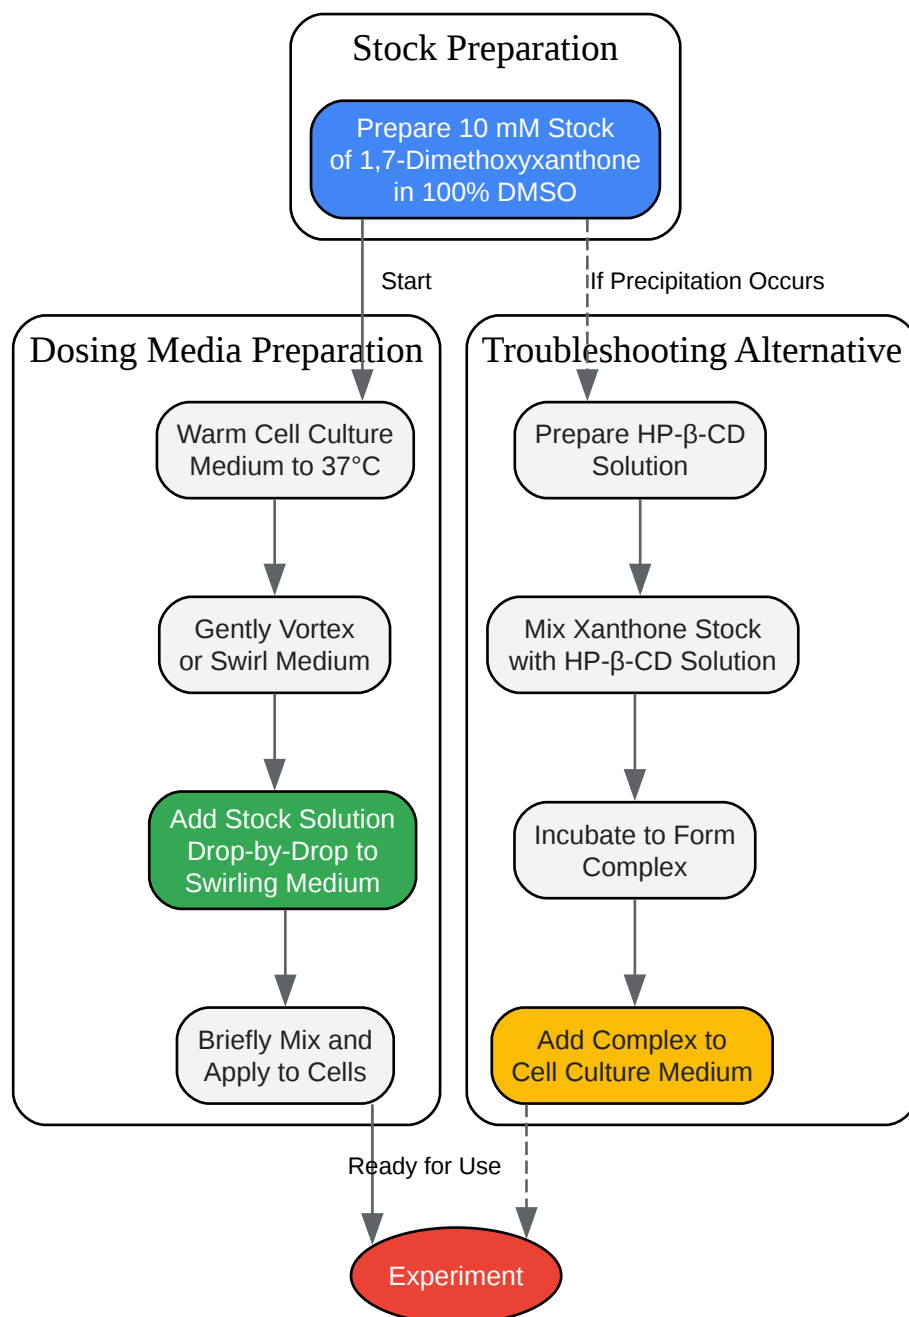 Stock Preparation
Prepare 10 mM Stock
of 1,7-Dimethoxyxanthone
in 100% DMSO
Start
If Precipitation Occurs
Dosing Media Preparation
Warm Cell Culture
Medium to 37°C
Gently Vortex
or Swirl Medium
Add Stock Solution
Drop-by-Drop to
Swirling Medium
Briefly Mix and
Apply to Cells
Troubleshooting Alternative
Prepare HP-β-CD
Solution
Mix Xanthone Stock
with HP-β-CD Solution
Incubate to Form
Complex
Add Complex to
Cell Culture Medium
Ready for Use
Experiment